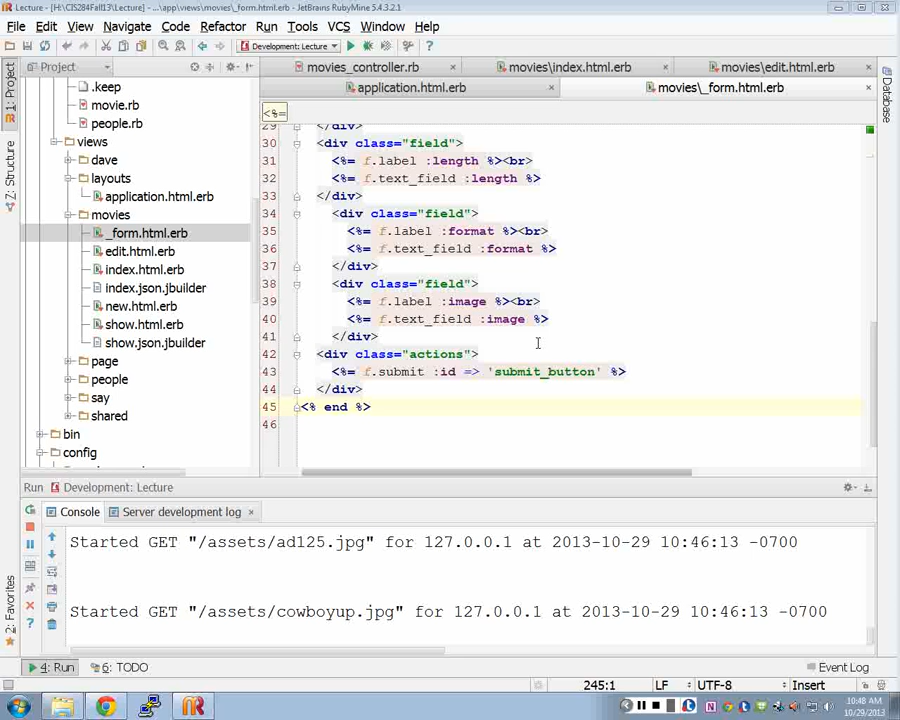 Lecture - [H:\CIS284Fall13\Lecture] - ...\app\views\movies\_form.html.erb - JetBrains RubyMine 5.4.3.2.1
File Edit View Navigate Code Refactor Run Tools VCS Window Help
Development: Lecture
Project
movies_controller.rb
movies\index.html.erb
movies\edit.html.erb
application.html.erb
movies\_form.html.erb
1: Project
Z: Structure
2: Favorites
Database
.keep
movie.rb
people.rb
views
dave
layouts
application.html.erb
movies
_form.html.erb
edit.html.erb
index.html.erb
index.json.jbuilder
new.html.erb
show.html.erb
show.json.jbuilder
page
people
say
shared
bin
config
<%=
29 </div>
30 <div class="field">
31 <%= f.label :length %><br>
32 <%= f.text_field :length %>
33 </div>
34 <div class="field">
35 <%= f.label :format %><br>
36 <%= f.text_field :format %>
37 </div>
38 <div class="field">
39 <%= f.label :image %><br>
40 <%= f.text_field :image %>
41 </div>
42 <div class="actions">
43 <%= f.submit :id => 'submit_button' %>
44 </div>
45 <% end %>
46
Run Development: Lecture
Console Server development log
Started GET "/assets/ad125.jpg" for 127.0.0.1 at 2013-10-29 10:46:13 -0700
Started GET "/assets/cowboyup.jpg" for 127.0.0.1 at 2013-10-29 10:46:13 -0700
4: Run 6: TODO Event Log
245:1 LF UTF-8 Insert
10:48 AM
10/29/2013